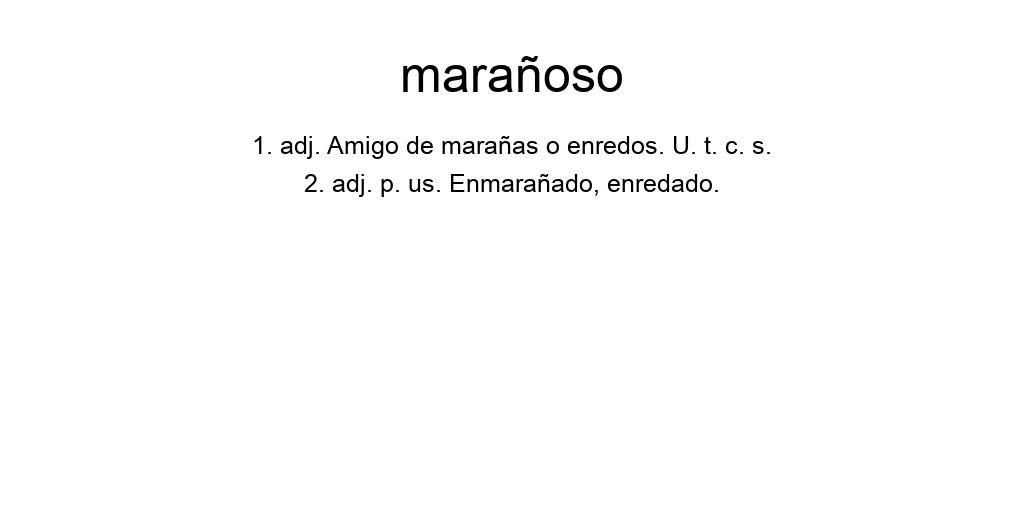 marañoso
1. adj. Amigo de marañas o enredos. U. t. c. s.
2. adj. p. us. Enmarañado, enredado.